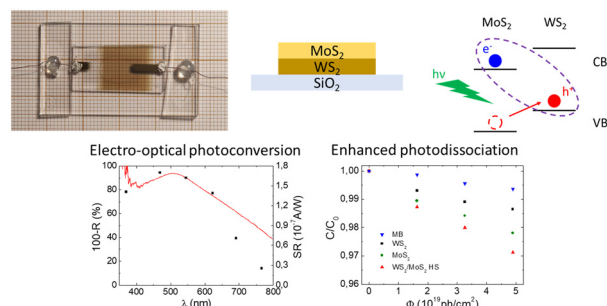 MoS2 WS2
MoS2
WS2
SiO2
e-
CB
hν
h+
VB
Electro-optical photoconversion
100
80
60
40
20
0
100-R (%)
1,8
1,5
1,2
0,9
0,6
0,3
0,0
SR (10-7A/W)
400 500 600 700 800
λ (nm)
Enhanced photodissociation
1.00
0.99
0.98
0.97
0.96
C/C0
MB
WS2
MoS2
WS2/MoS2 HS
0 1 2 3 4 5
Φ (10^19ph/cm2)